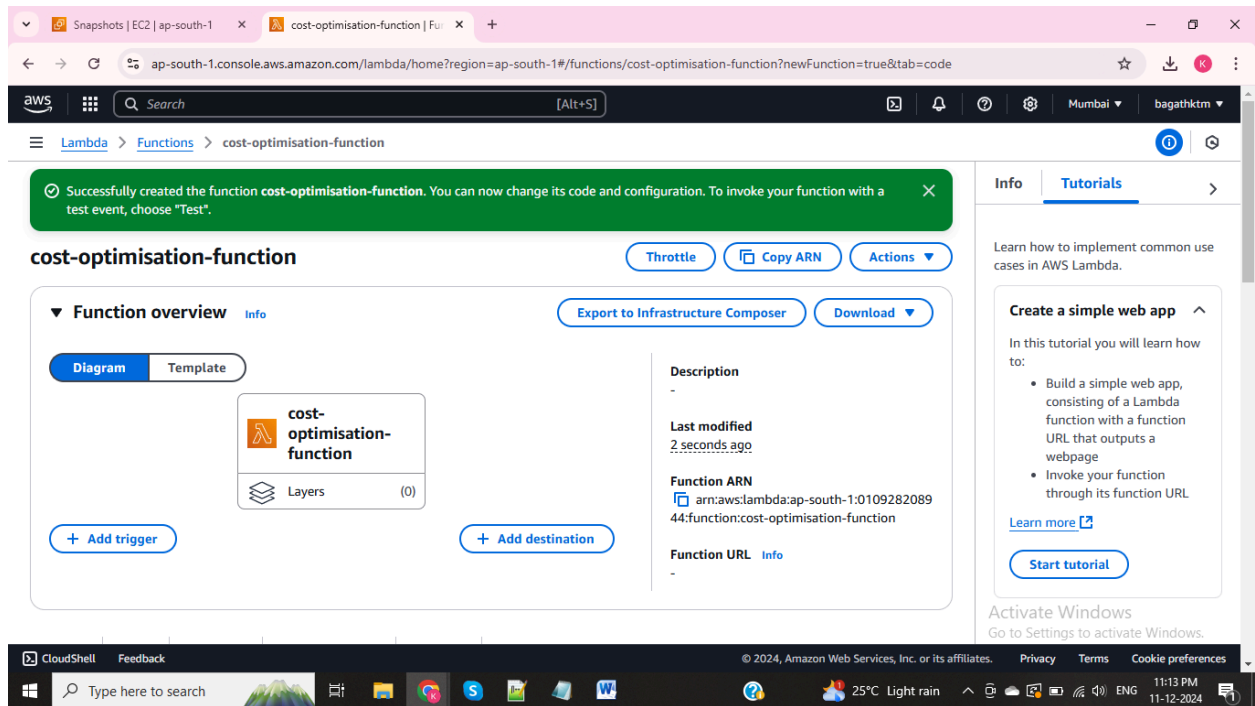 Snapshots | EC2 | ap-south-1
cost-optimisation-function | Fu
ap-south-1.console.aws.amazon.com/lambda/home?region=ap-south-1#/functions/cost-optimisation-function?newFunction=true&tab=code
K
aws
Search
[Alt+S]
Mumbai
bagathktm
Lambda
Functions
cost-optimisation-function
Successfully created the function cost-optimisation-function. You can now change its code and configuration. To invoke your function with a
test event, choose "Test".
cost-optimisation-function
Throttle
Copy ARN
Actions
Function overview
Info
Export to Infrastructure Composer
Download
Diagram
Template
cost-
optimisation-
function
Layers
(0)
+ Add trigger
+ Add destination
Description
-
Last modified
2 seconds ago
Function ARN
arn:aws:lambda:ap-south-1:0109282089
44:function:cost-optimisation-function
Function URL Info
-
Info
Tutorials
Learn how to implement common use
cases in AWS Lambda.
Create a simple web app
In this tutorial you will learn how
to:
• Build a simple web app,
consisting of a Lambda
function with a function
URL that outputs a
webpage
• Invoke your function
through its function URL
Learn more
Start tutorial
Activate Windows
Go to Settings to activate Windows.
CloudShell
Feedback
© 2024, Amazon Web Services, Inc. or its affiliates.
Privacy
Terms
Cookie preferences
Type here to search
25°C Light rain
ENG
11:13 PM
11-12-2024